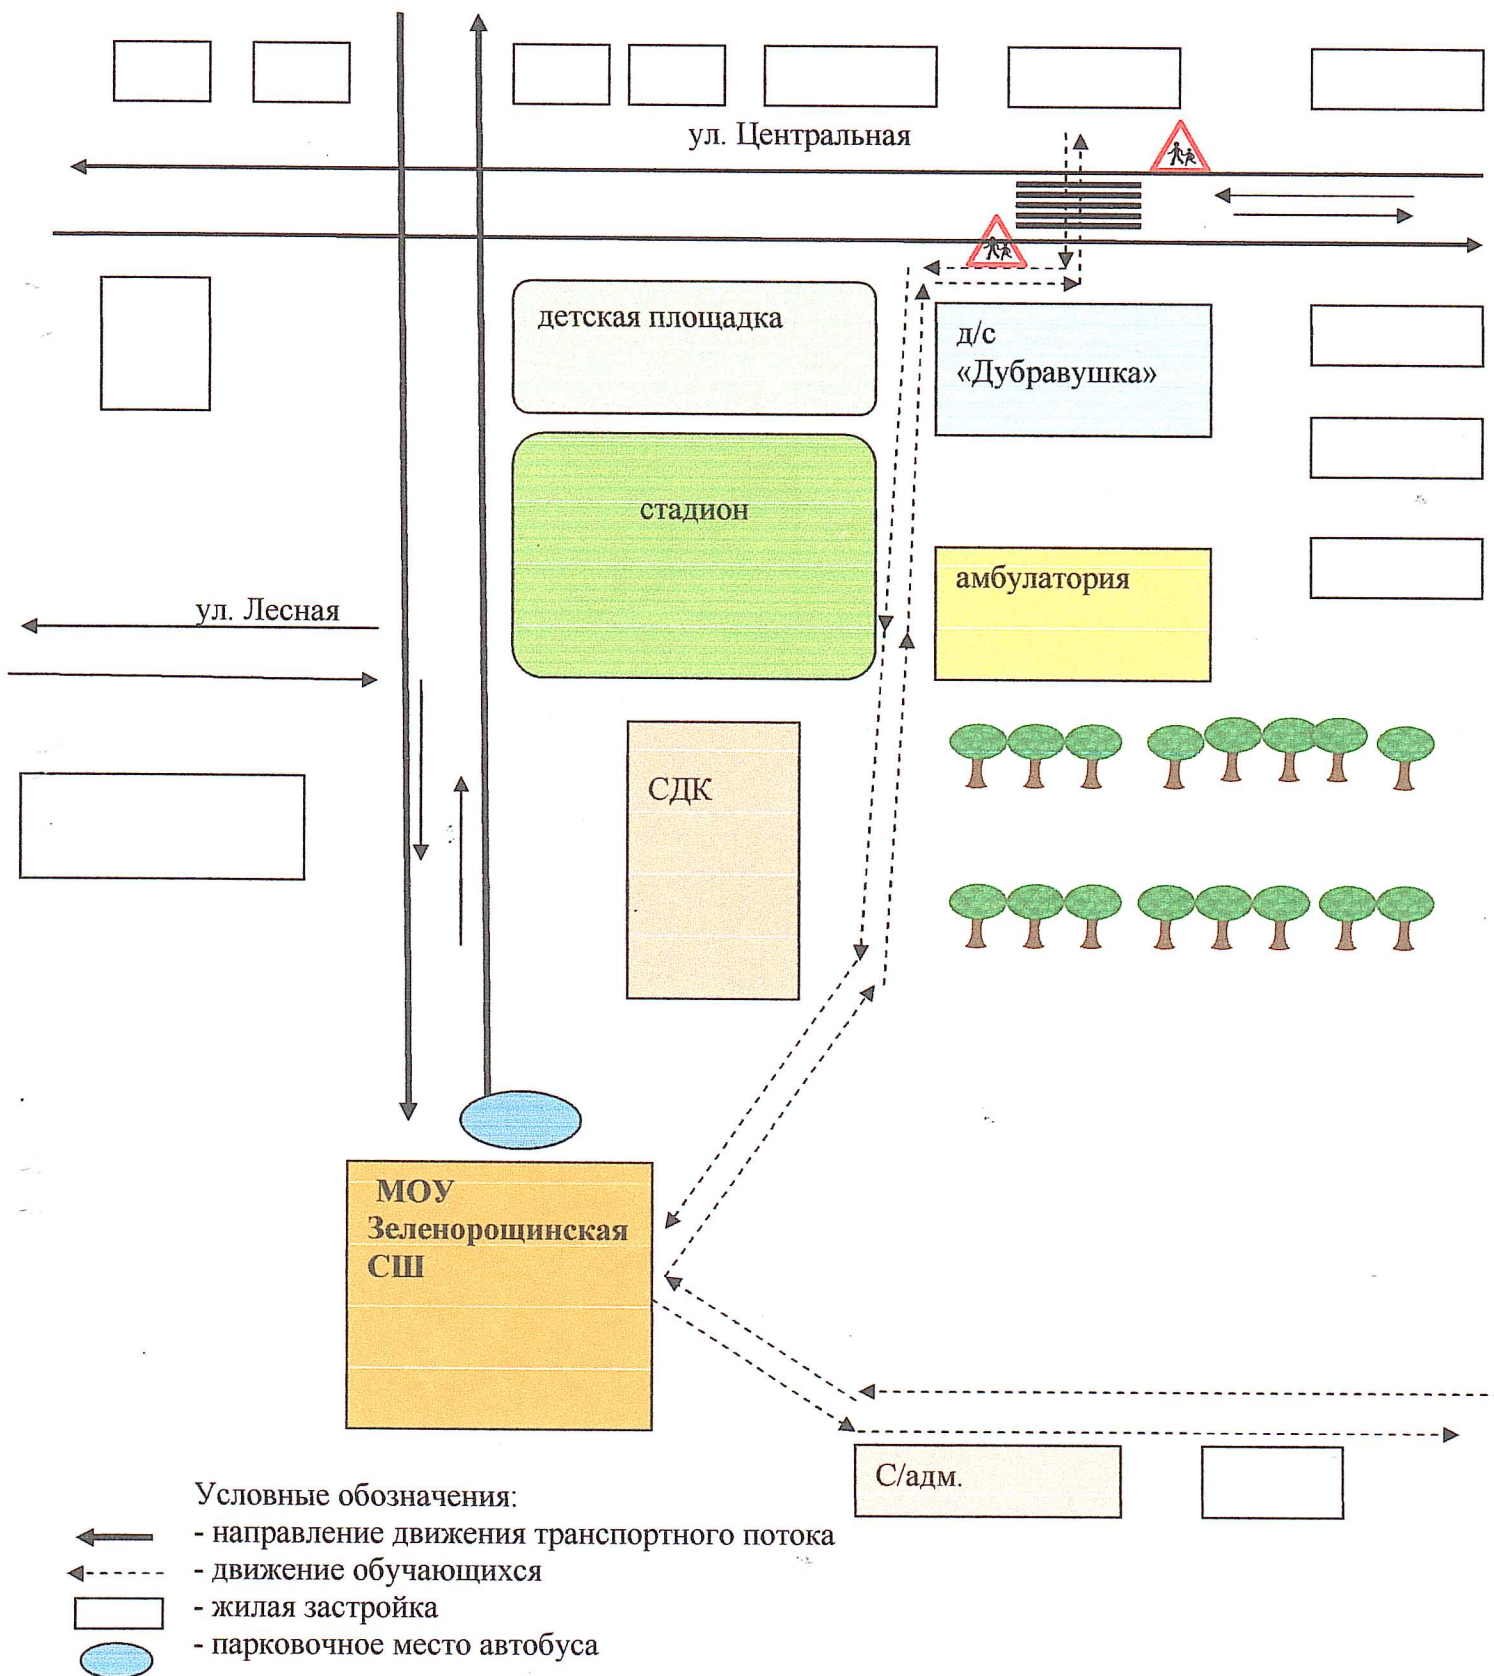 ул. Центральная
детская площадка
д/с
«Дубравушка»
стадион
амбулатория
ул. Лесная
СДК
МОУ
Зеленорощинская
СШ
С/адм.
Условные обозначения:
- направление движения транспортного потока
- движение обучающихся
- жилая застройка
- парковочное место автобуса